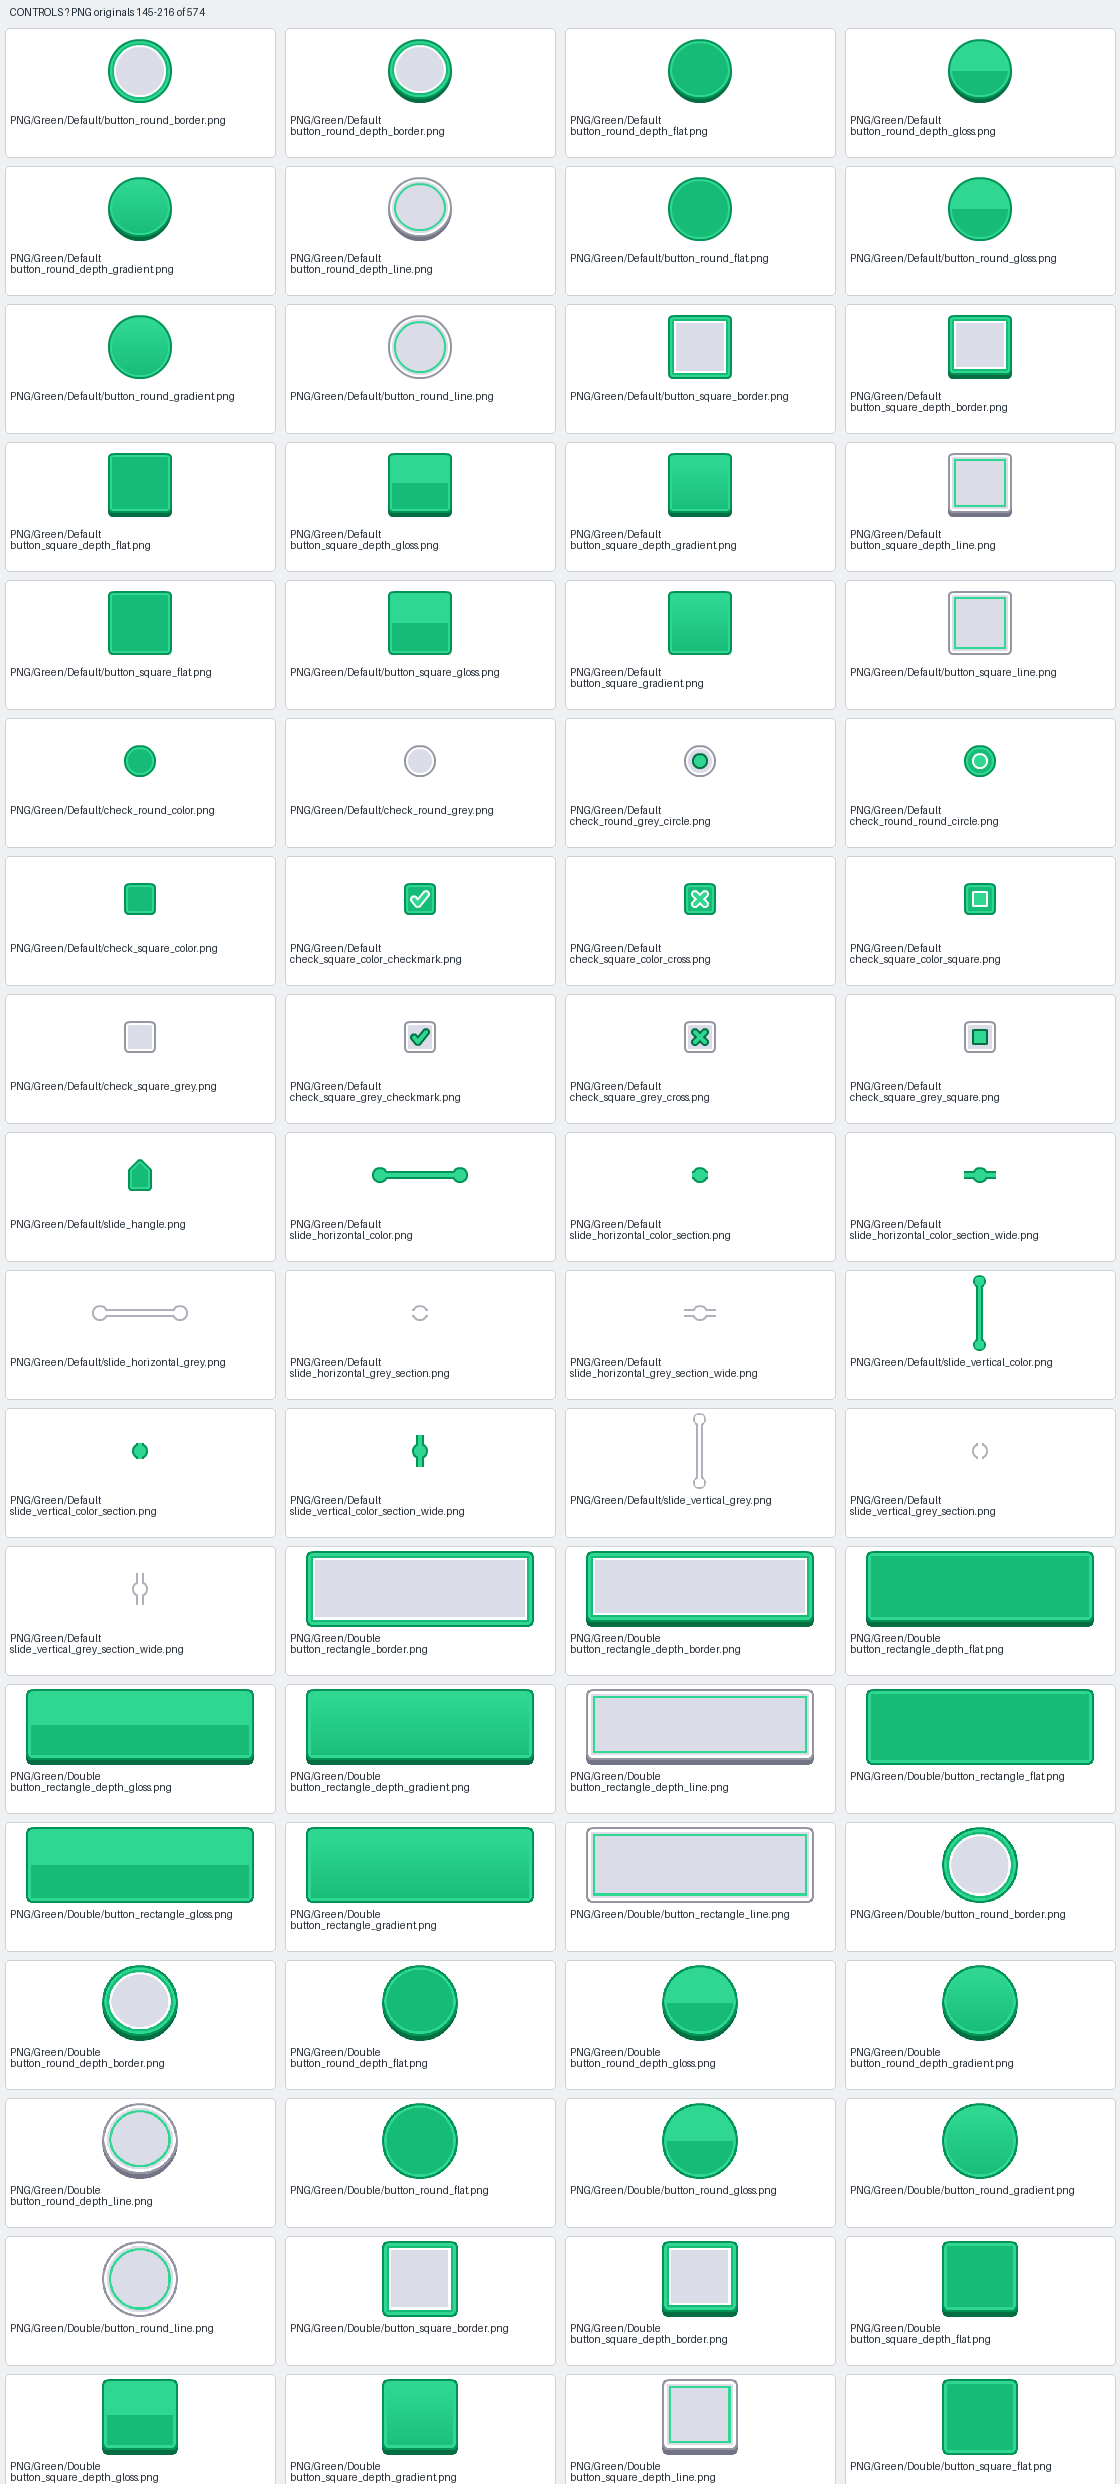 CONTROLS? PNG originals 145-216 of 574
PNG/Green/Default/button_round_border.png
PNG/Green/Default
button_round_depth_border.png
PNG/Green/Default
button_round_depth_flat.png
PNG/Green/Default
button_round_depth_gloss.png
PNG/Green/Default
button_round_depth_gradient.png
PNG/Green/Default
button_round_depth_line.png
PNG/Green/Default/button_round_flat.png
PNG/Green/Default/button_round_gloss.png
PNG/Green/Default/button_round_gradient.png
PNG/Green/Default/button_round_line.png
PNG/Green/Default/button_square_border.png
PNG/Green/Default
button_square_depth_border.png
PNG/Green/Default
button_square_depth_flat.png
PNG/Green/Default
button_square_depth_gloss.png
PNG/Green/Default
button_square_depth_gradient.png
PNG/Green/Default
button_square_depth_line.png
PNG/Green/Default/button_square_flat.png
PNG/Green/Default/button_square_gloss.png
PNG/Green/Default
button_square_gradient.png
PNG/Green/Default/button_square_line.png
PNG/Green/Default/check_round_color.png
PNG/Green/Default/check_round_grey.png
PNG/Green/Default
check_round_grey_circle.png
PNG/Green/Default
check_round_round_circle.png
PNG/Green/Default/check_square_color.png
PNG/Green/Default
check_square_color_checkmark.png
PNG/Green/Default
check_square_color_cross.png
PNG/Green/Default
check_square_color_square.png
PNG/Green/Default/check_square_grey.png
PNG/Green/Default
check_square_grey_checkmark.png
PNG/Green/Default
check_square_grey_cross.png
PNG/Green/Default
check_square_grey_square.png
PNG/Green/Default/slide_hangle.png
PNG/Green/Default
slide_horizontal_color.png
PNG/Green/Default
slide_horizontal_color_section.png
PNG/Green/Default
slide_horizontal_color_section_wide.png
PNG/Green/Default/slide_horizontal_grey.png
PNG/Green/Default
slide_horizontal_grey_section.png
PNG/Green/Default
slide_horizontal_grey_section_wide.png
PNG/Green/Default/slide_vertical_color.png
PNG/Green/Default
slide_vertical_color_section.png
PNG/Green/Default
slide_vertical_color_section_wide.png
PNG/Green/Default/slide_vertical_grey.png
PNG/Green/Default
slide_vertical_grey_section.png
PNG/Green/Default
slide_vertical_grey_section_wide.png
PNG/Green/Double
button_rectangle_border.png
PNG/Green/Double
button_rectangle_depth_border.png
PNG/Green/Double
button_rectangle_depth_flat.png
PNG/Green/Double
button_rectangle_depth_gloss.png
PNG/Green/Double
button_rectangle_depth_gradient.png
PNG/Green/Double
button_rectangle_depth_line.png
PNG/Green/Double/button_rectangle_flat.png
PNG/Green/Double/button_rectangle_gloss.png
PNG/Green/Double
button_rectangle_gradient.png
PNG/Green/Double/button_rectangle_line.png
PNG/Green/Double/button_round_border.png
PNG/Green/Double
button_round_depth_border.png
PNG/Green/Double
button_round_depth_flat.png
PNG/Green/Double
button_round_depth_gloss.png
PNG/Green/Double
button_round_depth_gradient.png
PNG/Green/Double
button_round_depth_line.png
PNG/Green/Double/button_round_flat.png
PNG/Green/Double/button_round_gloss.png
PNG/Green/Double/button_round_gradient.png
PNG/Green/Double/button_round_line.png
PNG/Green/Double/button_square_border.png
PNG/Green/Double
button_square_depth_border.png
PNG/Green/Double
button_square_depth_flat.png
PNG/Green/Double
button_square_depth_gloss.png
PNG/Green/Double
button_square_depth_gradient.png
PNG/Green/Double
button_square_depth_line.png
PNG/Green/Double/button_square_flat.png